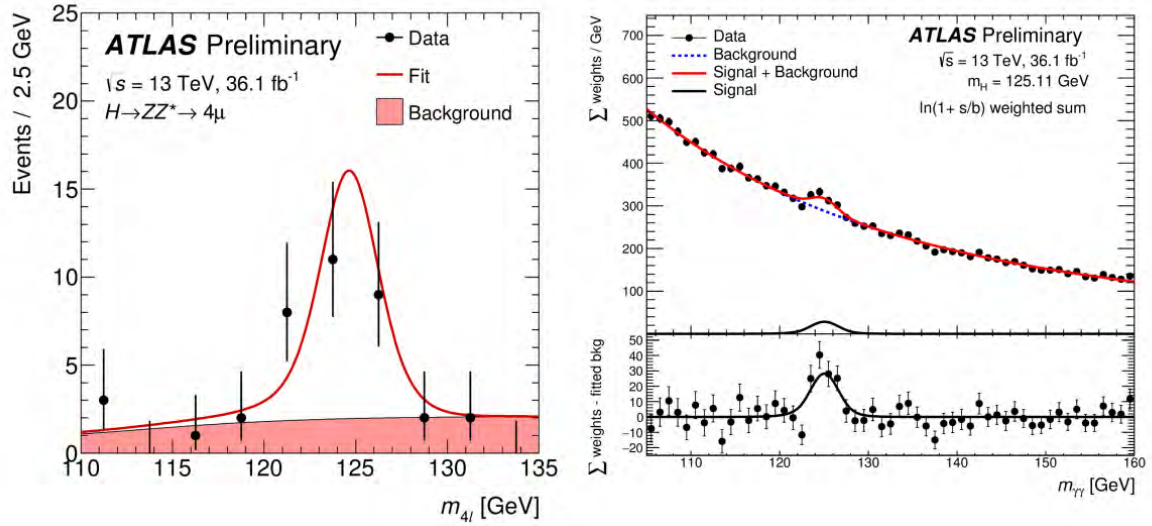 25
20
15
10
5
0
Events / 2.5 GeV
ATLAS Preliminary
√s = 13 TeV, 36.1 fb⁻¹
H→ZZ*→ 4μ
Data
Fit
Background
110 115 120 125 130 135
m4l [GeV]
700
600
500
400
300
200
100
Σ weights / GeV
Data
Background
Signal + Background
Signal
ATLAS Preliminary
√s = 13 TeV, 36.1 fb⁻¹
mH = 125.11 GeV
ln(1+ s/b) weighted sum
50
40
30
20
10
0
−10
−20
Σ weights - fitted bkg
110 120 130 140 150 160
mγγ [GeV]